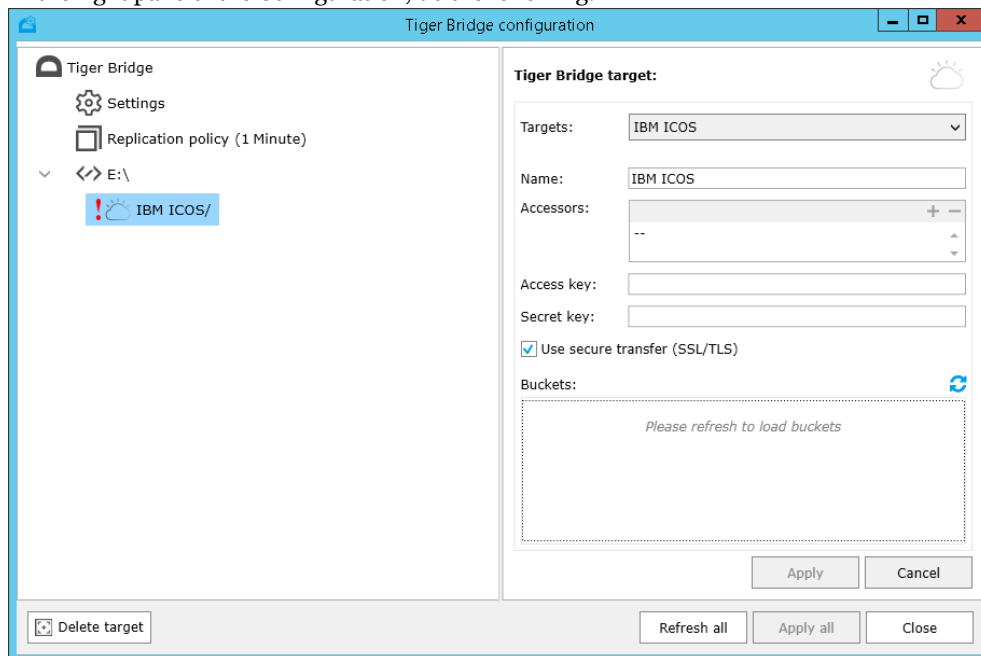 Tiger Bridge configuration
Tiger Bridge
Settings
Replication policy (1 Minute)
E:\
IBM ICOS/
Tiger Bridge target:
Targets: IBM ICOS
Name: IBM ICOS
Accessors:
--
Access key:
Secret key:
Use secure transfer (SSL/TLS)
Buckets:
Please refresh to load buckets
Apply Cancel
Delete target Refresh all Apply all Close